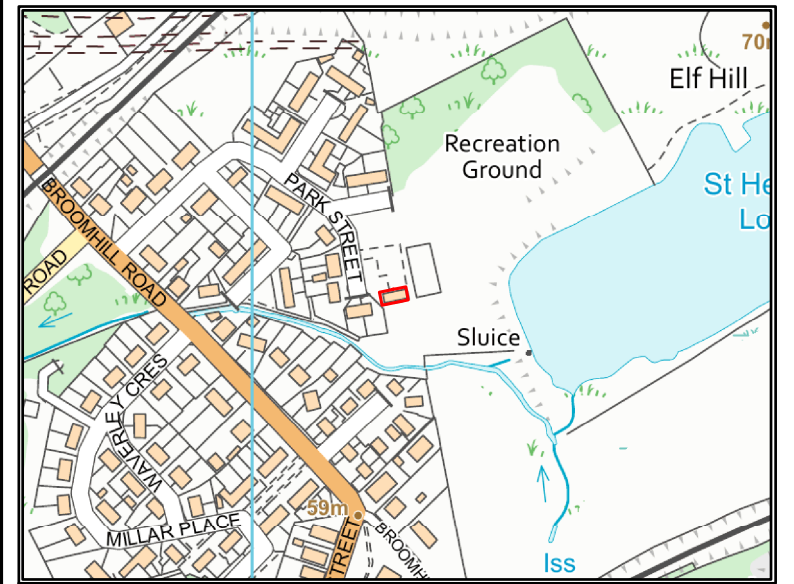 70m
Elf Hill
Recreation
Ground
St He
Lo
PARK STREET
BROOMHILL ROAD
ROAD
Sluice
WAVERLEY CRES
59m
MILLAR PLACE
STREET
BROOMH
Iss